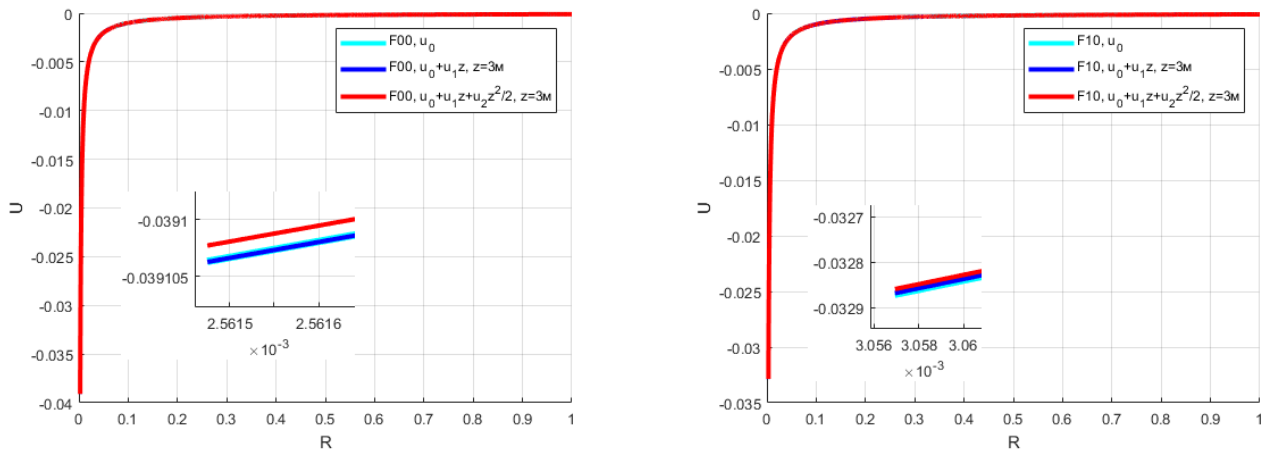 0
-0.005
-0.01
-0.015
-0.02
-0.025
-0.03
-0.035
-0.04
U
0 0.1 0.2 0.3 0.4 0.5 0.6 0.7 0.8 0.9 1
R
F00, u0
F00, u0+u1z, z=3м
F00, u0+u1z+u2z²/2, z=3м
-0.0391
-0.039105
2.5615 2.5616
×10⁻³
0
-0.005
-0.01
-0.015
-0.02
-0.025
-0.03
-0.035
U
0 0.1 0.2 0.3 0.4 0.5 0.6 0.7 0.8 0.9 1
R
F10, u0
F10, u0+u1z, z=3м
F10, u0+u1z+u2z²/2, z=3м
-0.0327
-0.0328
-0.0329
3.056 3.058 3.06
×10⁻³